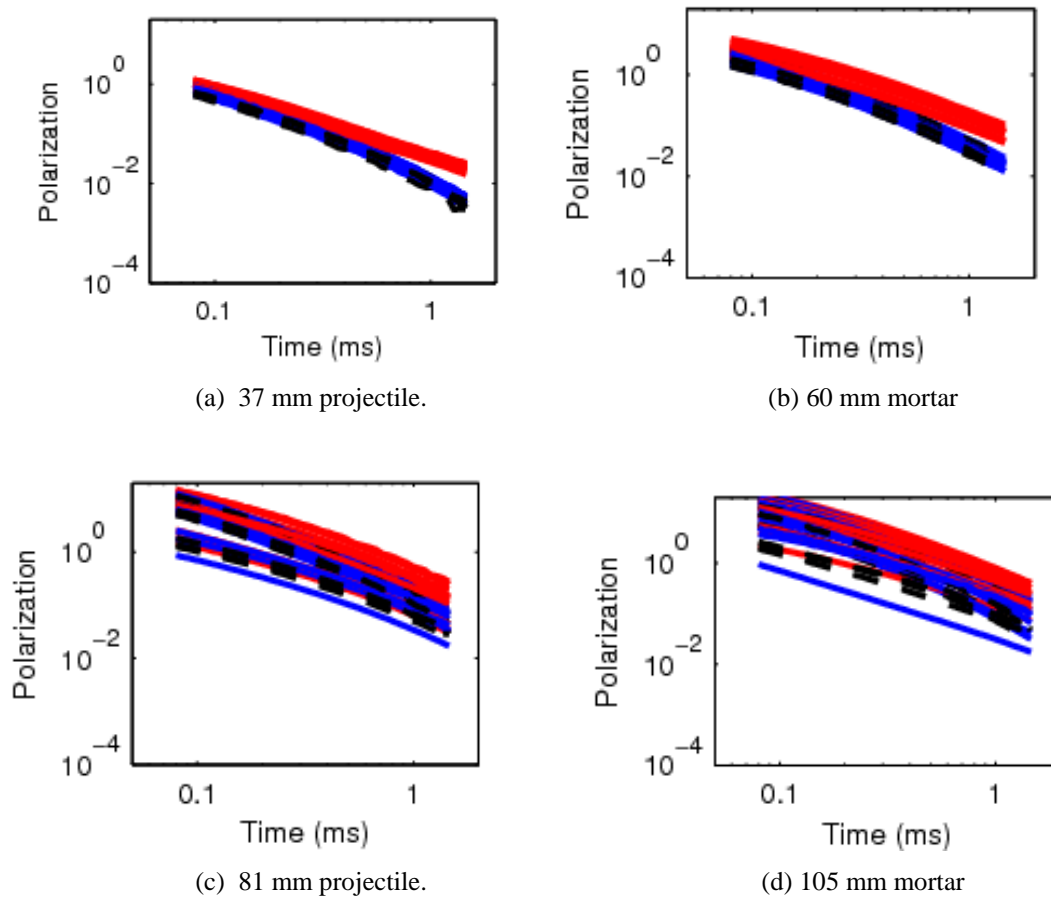 10^0
10^-2
10^-4
Polarization
0.1 1
Time (ms)
(a) 37 mm projectile.
10^0
10^-2
10^-4
Polarization
0.1 1
Time (ms)
(b) 60 mm mortar
10^0
10^-2
10^-4
Polarization
0.1 1
Time (ms)
(c) 81 mm projectile.
10^0
10^-2
10^-4
Polarization
0.1 1
Time (ms)
(d) 105 mm mortar